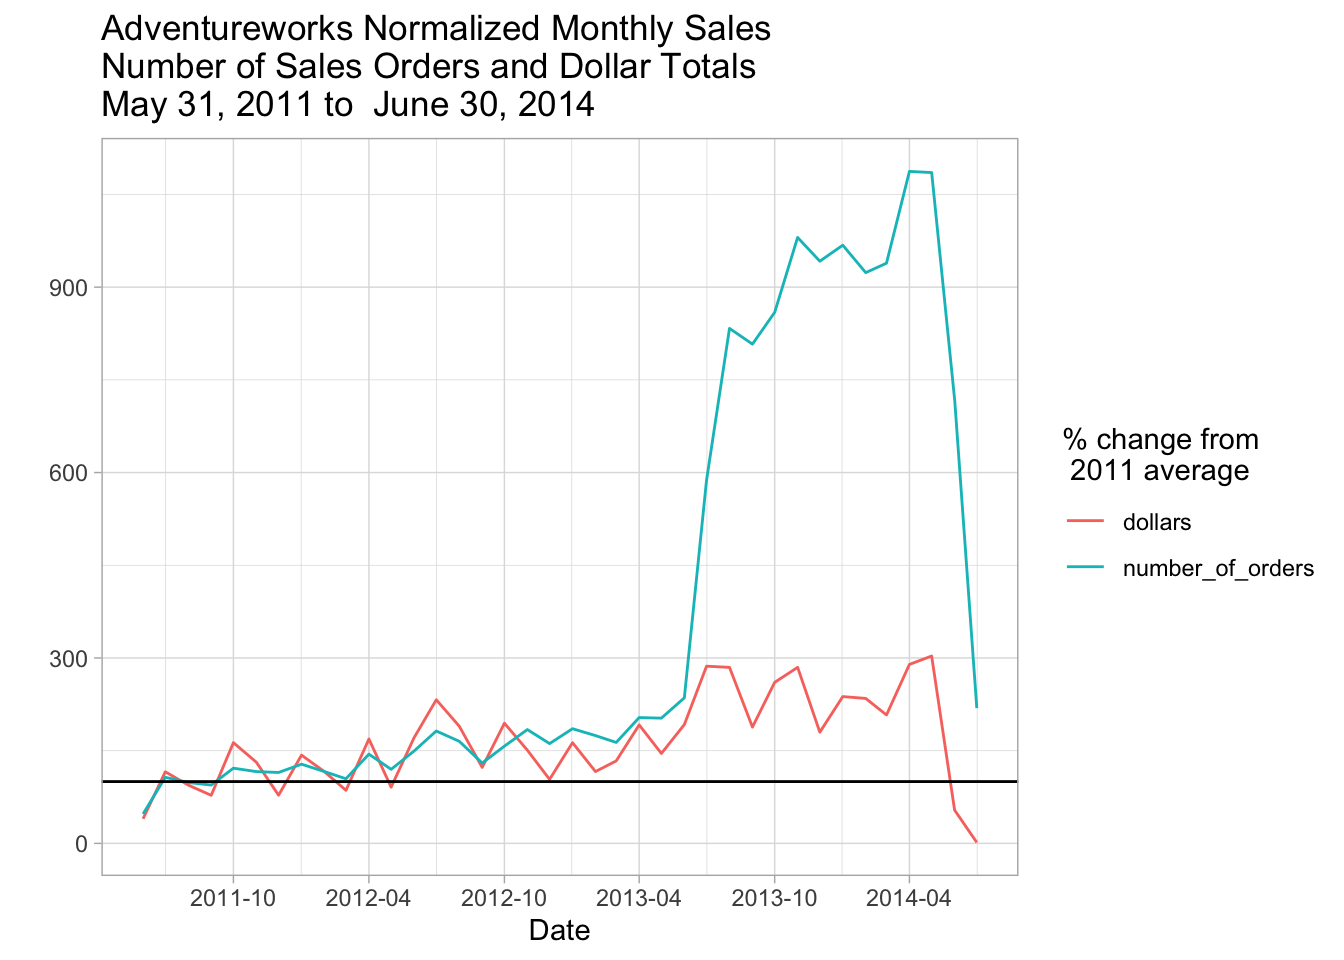 Adventureworks Normalized Monthly Sales
Number of Sales Orders and Dollar Totals
May 31, 2011 to  June 30, 2014
900
600
300
0
2011-10
2012-04
2012-10
2013-04
2013-10
2014-04
Date
% change from
2011 average
dollars
number_of_orders